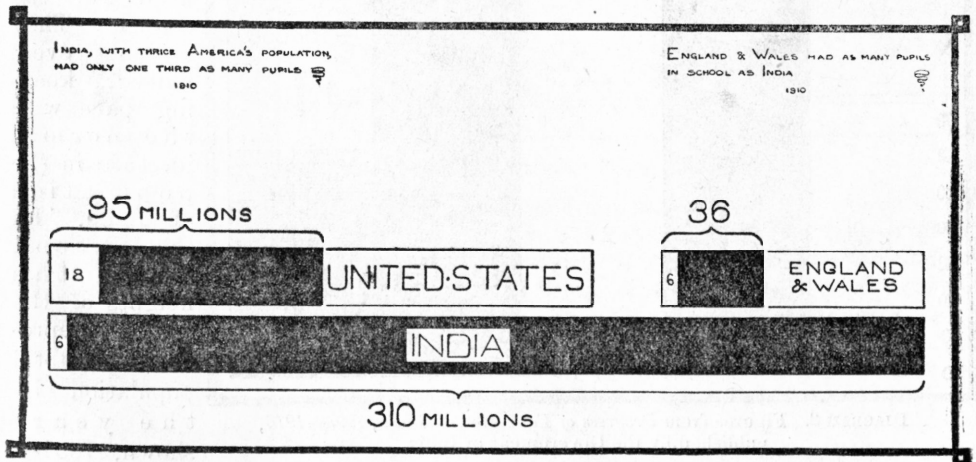 INDIA, WITH THRICE AMERICA'S POPULATION,
HAD ONLY ONE THIRD AS MANY PUPILS
1910
ENGLAND & WALES HAD AS MANY PUPILS
IN SCHOOL AS INDIA
1910
95 MILLIONS
36
18
UNITED·STATES
6
ENGLAND
& WALES
6
INDIA
310 MILLIONS